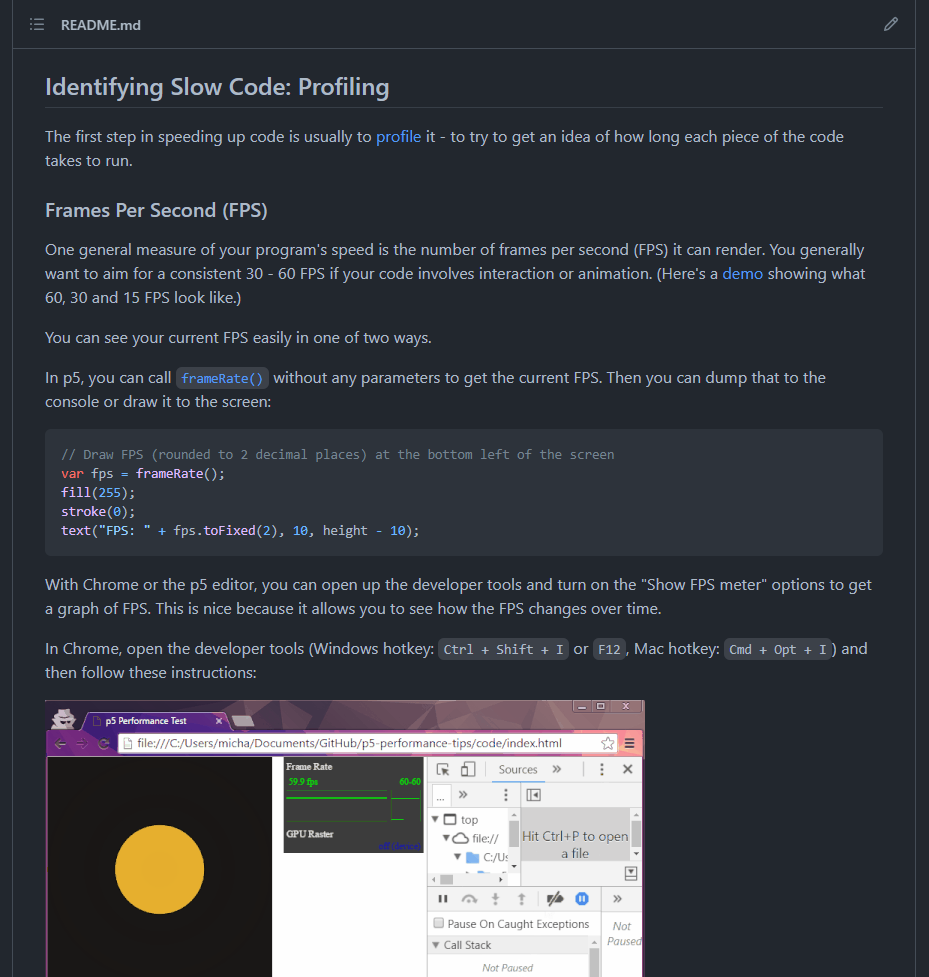 README.md
Identifying Slow Code: Profiling
The first step in speeding up code is usually to profile it - to try to get an idea of how long each piece of the code
takes to run.
Frames Per Second (FPS)
One general measure of your program's speed is the number of frames per second (FPS) it can render. You generally
want to aim for a consistent 30 - 60 FPS if your code involves interaction or animation. (Here's a demo showing what
60, 30 and 15 FPS look like.)
You can see your current FPS easily in one of two ways.
In p5, you can call frameRate() without any parameters to get the current FPS. Then you can dump that to the
console or draw it to the screen:
// Draw FPS (rounded to 2 decimal places) at the bottom left of the screen
var fps = frameRate();
fill(255);
stroke(0);
text("FPS: " + fps.toFixed(2), 10, height - 10);
With Chrome or the p5 editor, you can open up the developer tools and turn on the "Show FPS meter" options to get
a graph of FPS. This is nice because it allows you to see how the FPS changes over time.
In Chrome, open the developer tools (Windows hotkey: Ctrl + Shift + I or F12, Mac hotkey: Cmd + Opt + I) and
then follow these instructions:
p5 Performance Test
file:///C:/Users/micha/Documents/GitHub/p5-performance-tips/code/index.html
Frame Rate
59.9 fps 60-60
GPU Raster
off (device)
Sources
...
top
file://
C:/Us
Hit Ctrl+P to open
a file
Pause On Caught Exceptions
Call Stack
Not Paused
Not
Paused